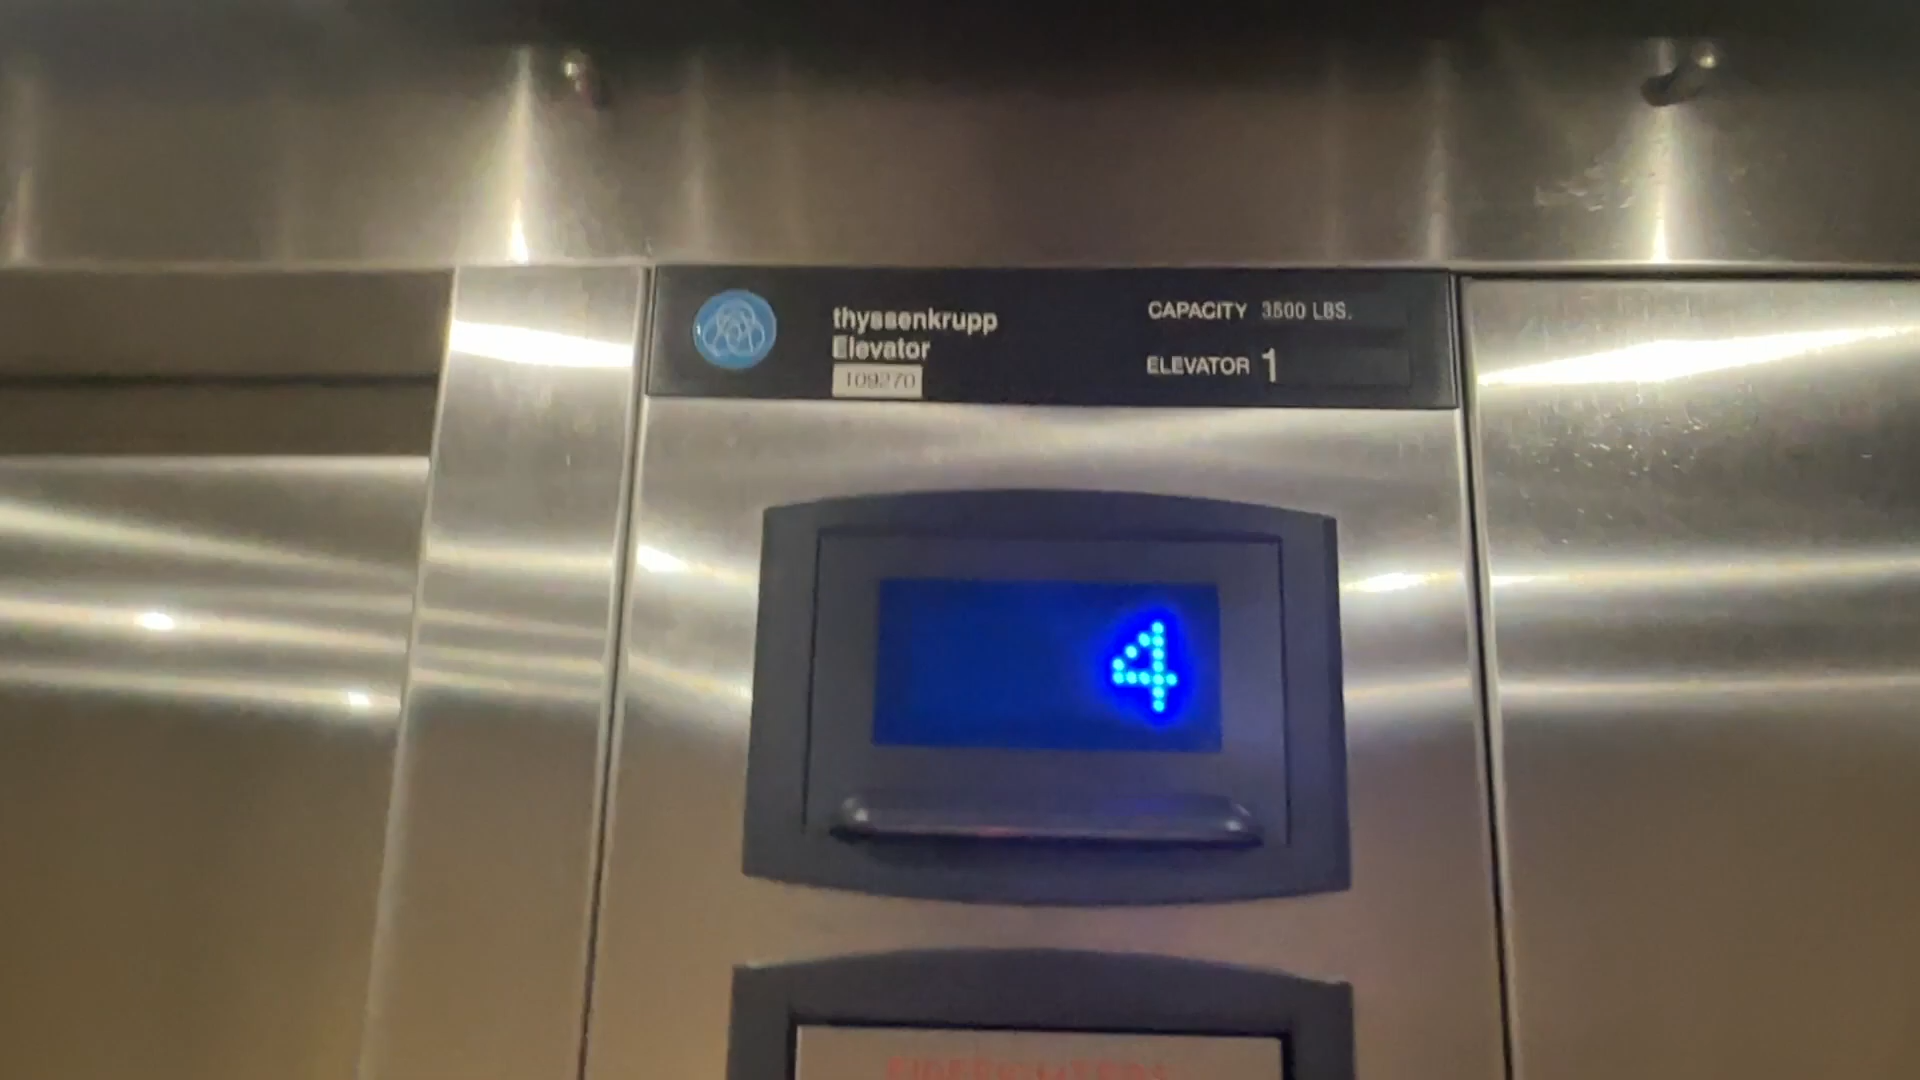 thyssenkrupp
Elevator
109270
CAPACITY 3500 LBS.
ELEVATOR 1
4